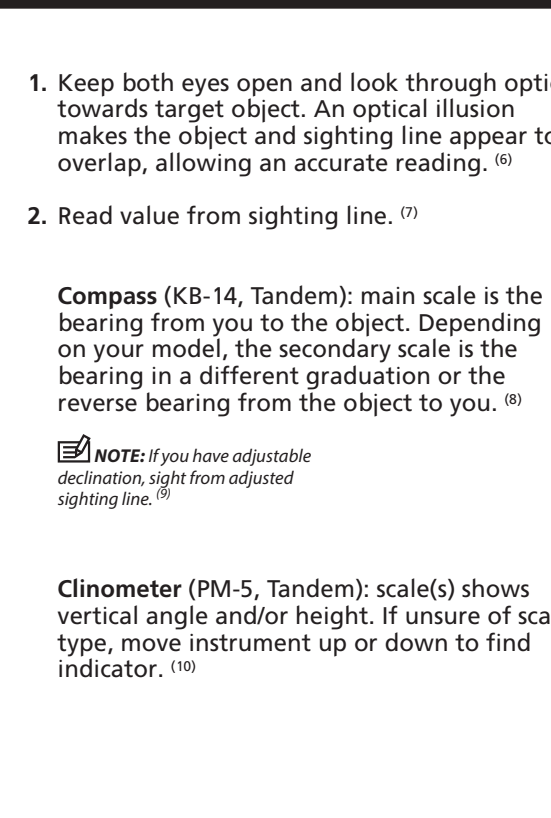 1. Keep both eyes open and look through opti
towards target object. An optical illusion
makes the object and sighting line appear to
overlap, allowing an accurate reading. (6)
2. Read value from sighting line. (7)
Compass (KB-14, Tandem): main scale is the
bearing from you to the object. Depending
on your model, the secondary scale is the
bearing in a different graduation or the
reverse bearing from the object to you. (8)
NOTE: If you have adjustable
declination, sight from adjusted
sighting line. (9)
Clinometer (PM-5, Tandem): scale(s) shows
vertical angle and/or height. If unsure of sca
type, move instrument up or down to find
indicator. (10)